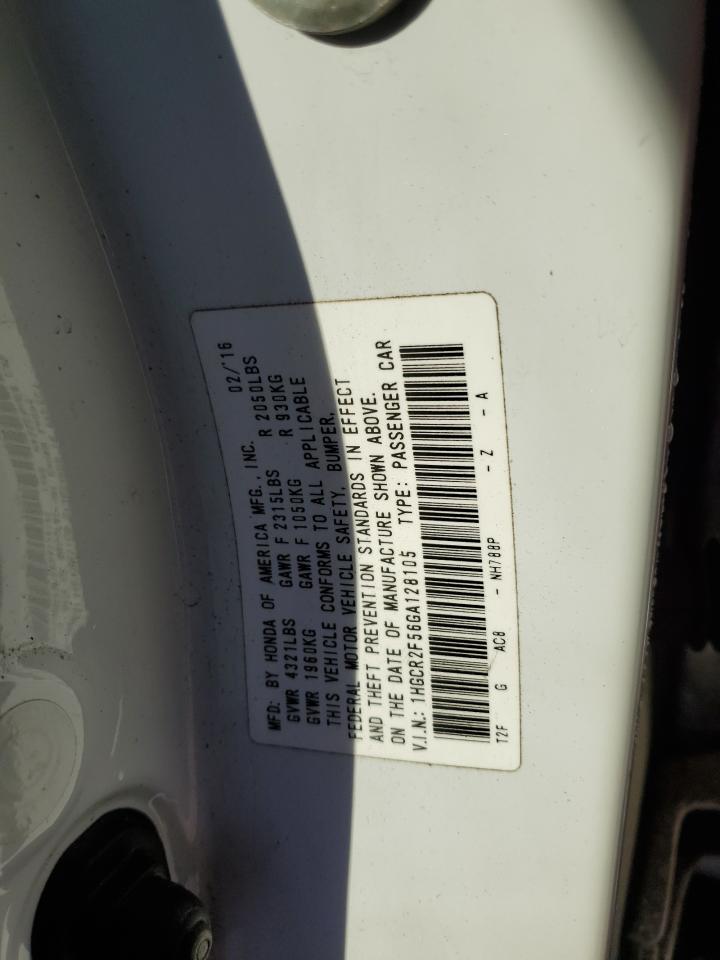 MFD: BY HONDA OF AMERICA MFG., INC. 02/'16
GVWR 4321LBS GAWR F 2315LBS R 2050LBS
GVWR 1960KG GAWR F 1050KG R 930KG
THIS VEHICLE CONFORMS TO ALL APPLICABLE
FEDERAL MOTOR VEHICLE SAFETY, BUMPER,
AND THEFT PREVENTION STANDARDS IN EFFECT
ON THE DATE OF MANUFACTURE SHOWN ABOVE.
V.I.N.: 1HGCR2F56GA128105 TYPE: PASSENGER CAR
T2F G AC8 - NH788P - Z - A